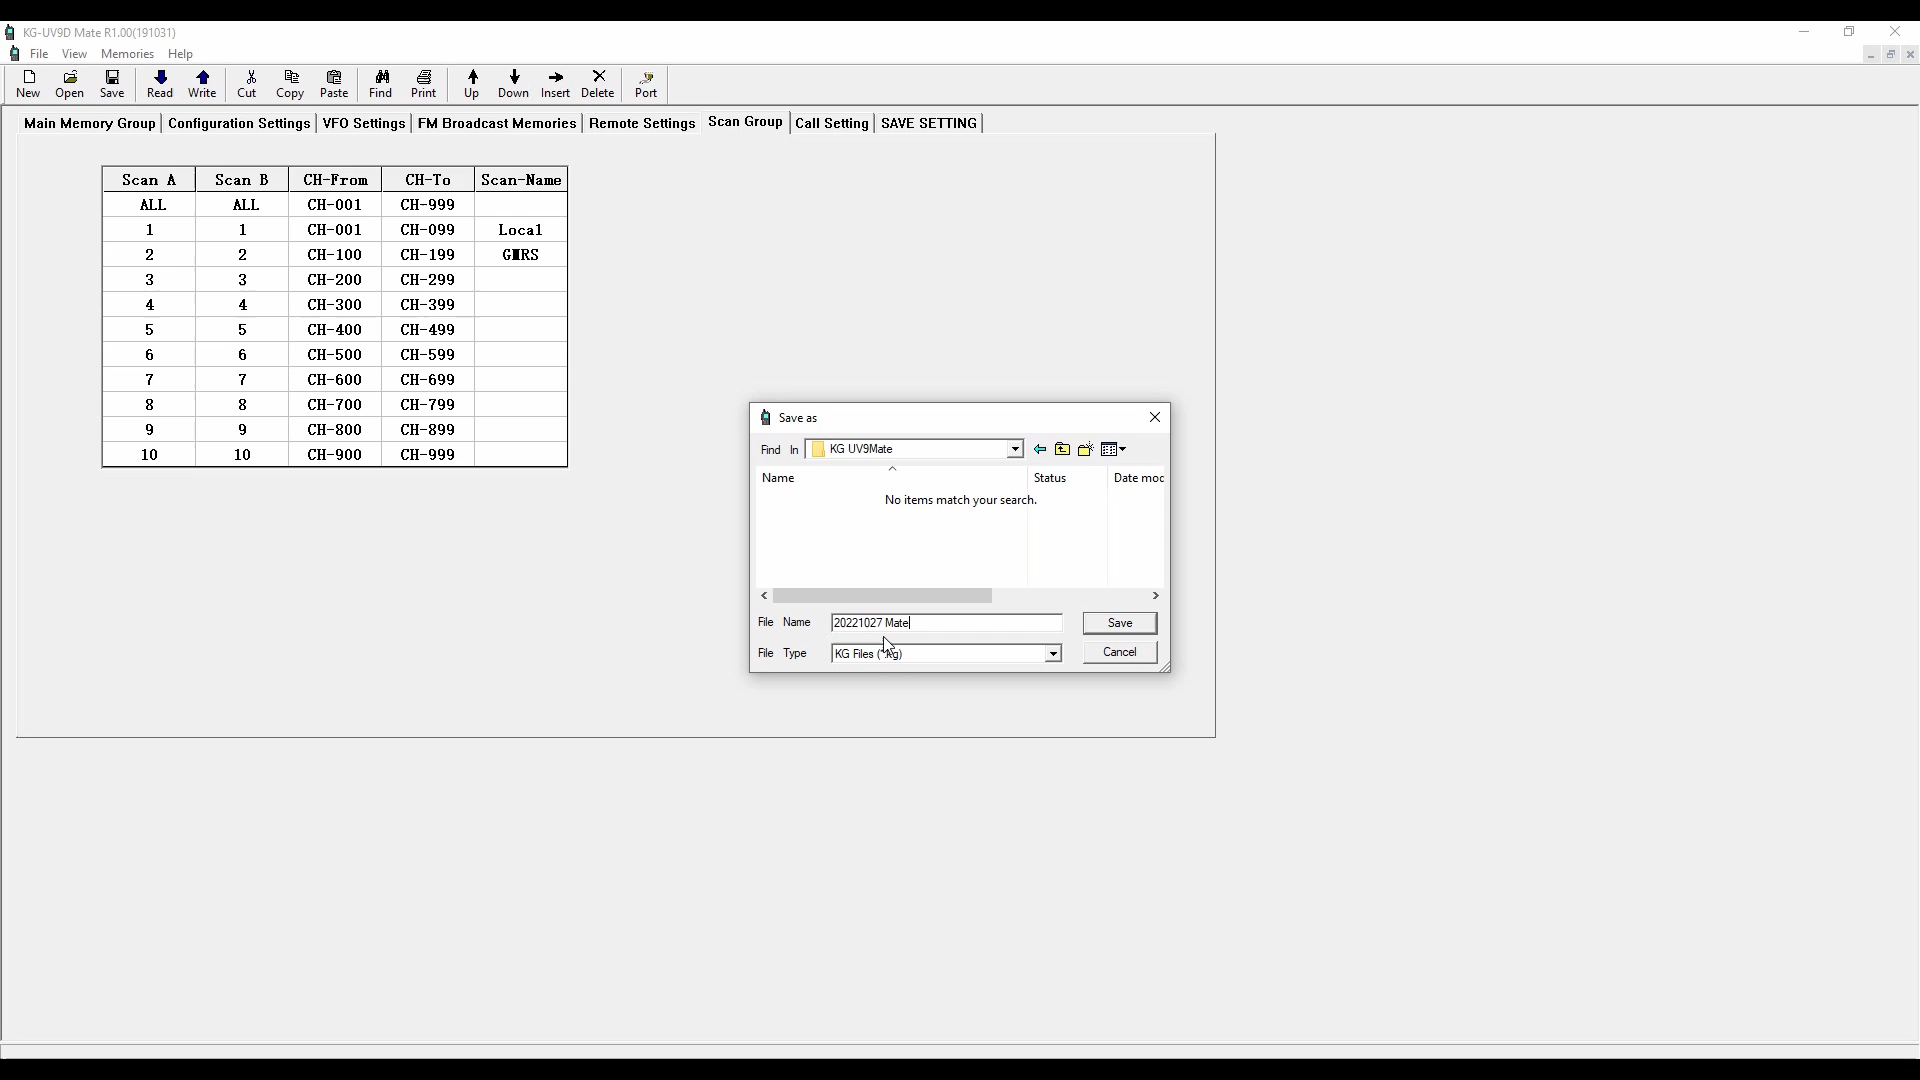 KG-UV9D Mate R1.00(191031)
File View Memories Help
New Open Save Read Write Cut Copy Paste Find Print Up Down Insert Delete Port
Main Memory Group Configuration Settings VFO Settings FM Broadcast Memories Remote Settings Scan Group Call Setting SAVE SETTING
Scan A Scan B CH-From CH-To Scan-Name
ALL ALL CH-001 CH-999
1 1 CH-001 CH-099 Local
2 2 CH-100 CH-199 GMRS
3 3 CH-200 CH-299
4 4 CH-300 CH-399
5 5 CH-400 CH-499
6 6 CH-500 CH-599
7 7 CH-600 CH-699
8 8 CH-700 CH-799
9 9 CH-800 CH-899
10 10 CH-900 CH-999
Save as
Find In KG UV9Mate
Name Status Date moc
No items match your search.
File Name 20221027 Mate Save
File Type KG Files (*.kg) Cancel